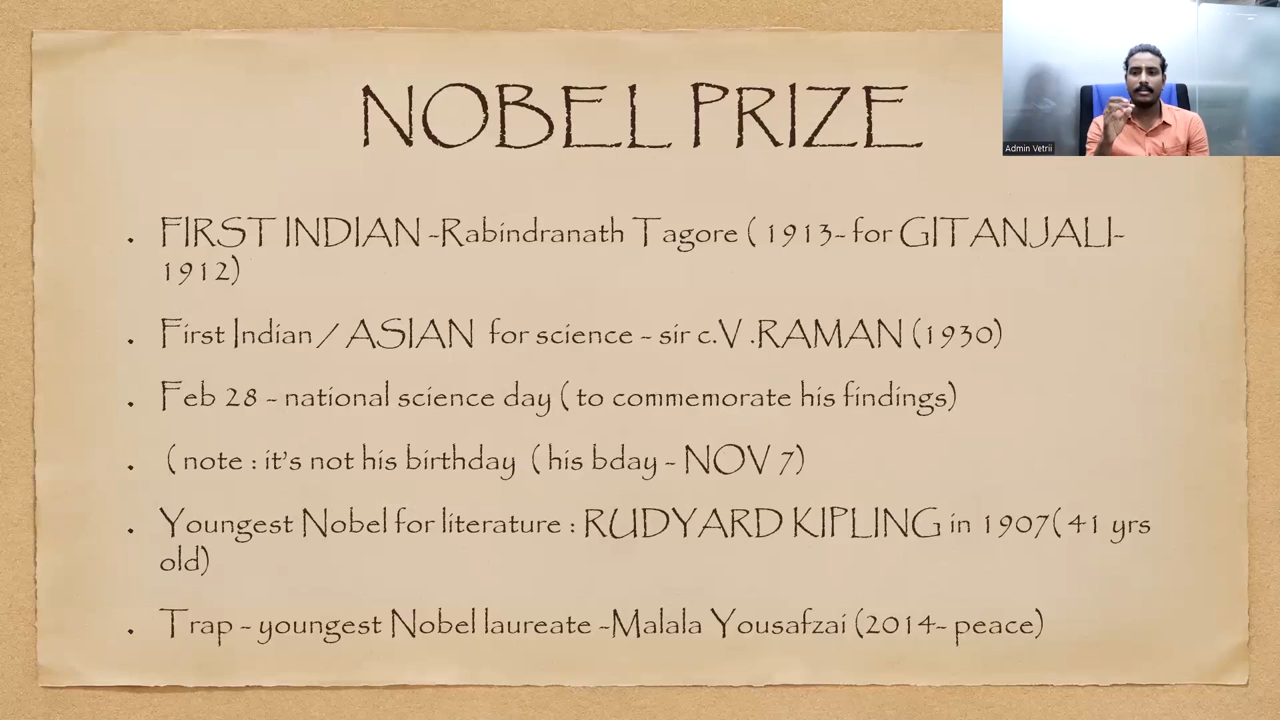 NOBEL PRIZE
Admin Vetrii
. FIRST INDIAN -Rabindranath Tagore ( 1913- for GITANJALI-
1912)
. First Indian / ASIAN for science - sir c.V .RAMAN (1930)
. Feb 28 - national science day ( to commemorate his findings)
. ( note : it's not his birthday ( his bday - NOV 7)
. Youngest Nobel for literature : RUDYARD KIPLING in 1907( 41 yrs
old)
. Trap - youngest Nobel laureate -Malala Yousafzai (2014- peace)